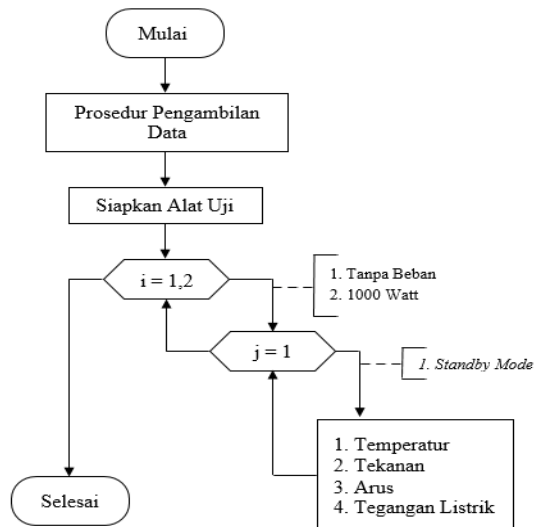 Mulai
Prosedur Pengambilan
Data
Siapkan Alat Uji
i = 1,2
1. Tanpa Beban
2. 1000 Watt
j = 1
1. Standby Mode
1. Temperatur
2. Tekanan
3. Arus
4. Tegangan Listrik
Selesai